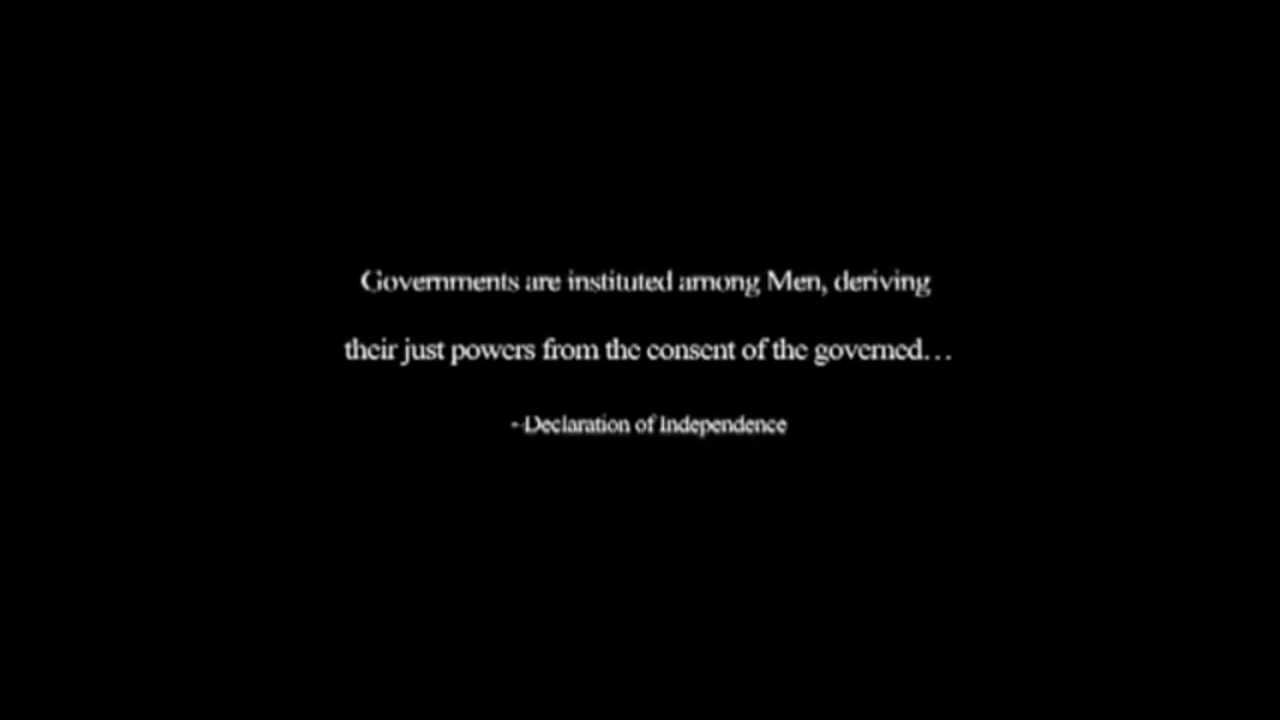 Governments are instituted among Men, deriving
their just powers from the consent of the governed…
- Declaration of Independence